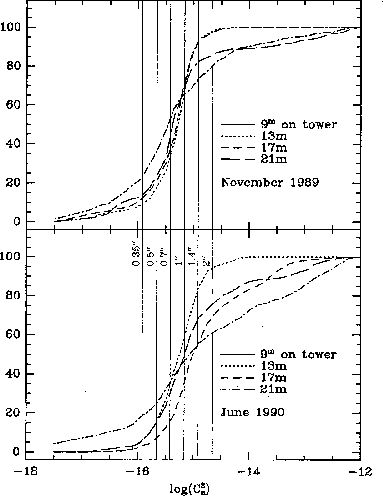 100
80
60
40
20
0
9ᵐ on tower
13m
17m
21m
November 1989
100
80
60
40
20
0
0.35"
0.5"
0.7"
1"
1.4"
2"
9ᵐ on tower
13m
17m
21m
June 1990
-18
-16
-14
-12
log(C²ₙ)